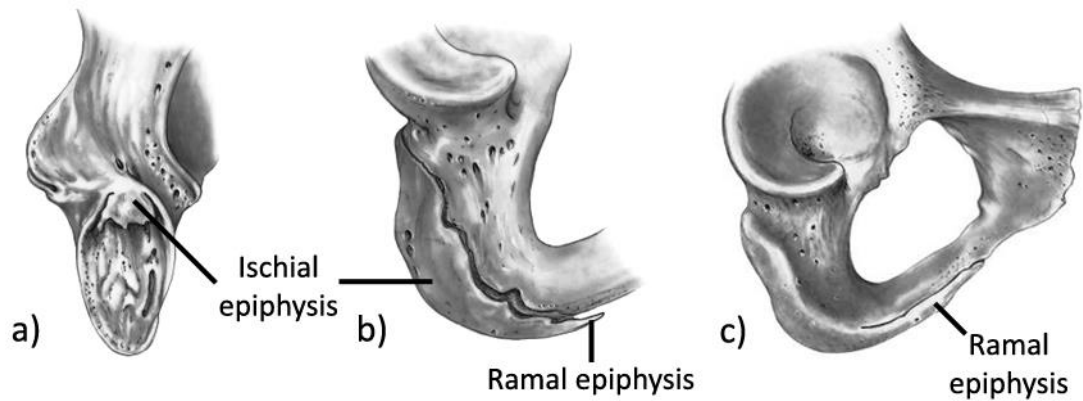 a)
Ischial
epiphysis
b)
Ramal epiphysis
c)
Ramal
epiphysis